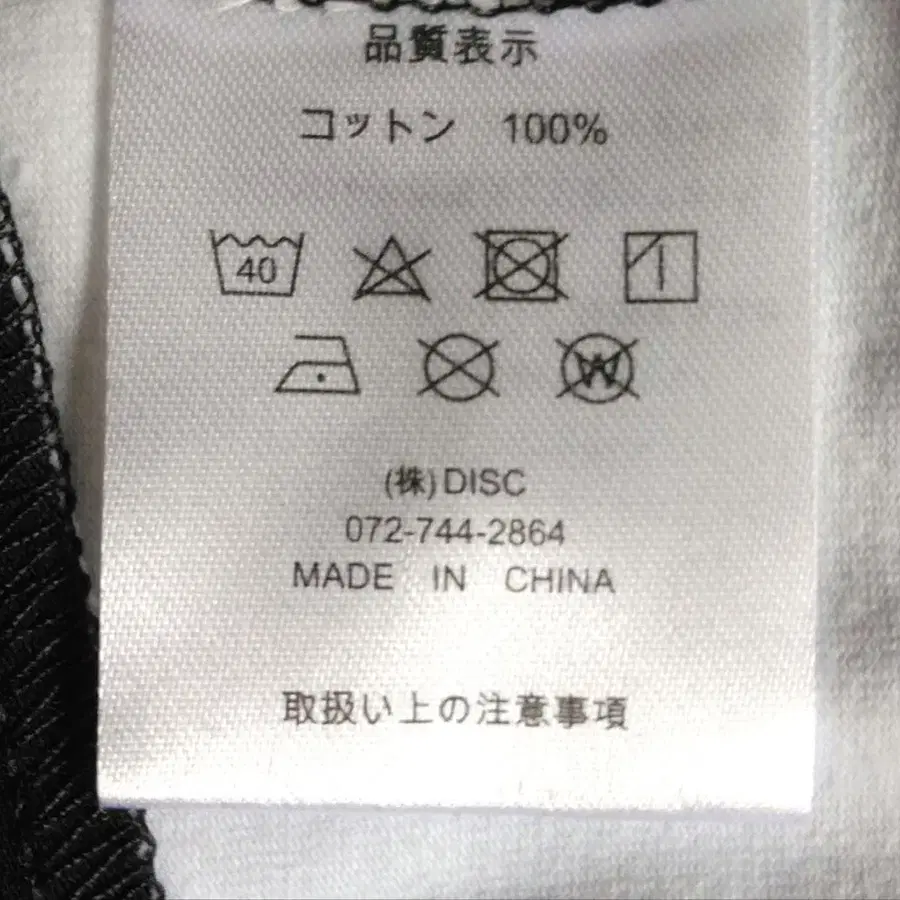 品質表示
コットン 100%
40
W
(株)DISC
072-744-2864
MADE IN CHINA
取扱い上の注意事項